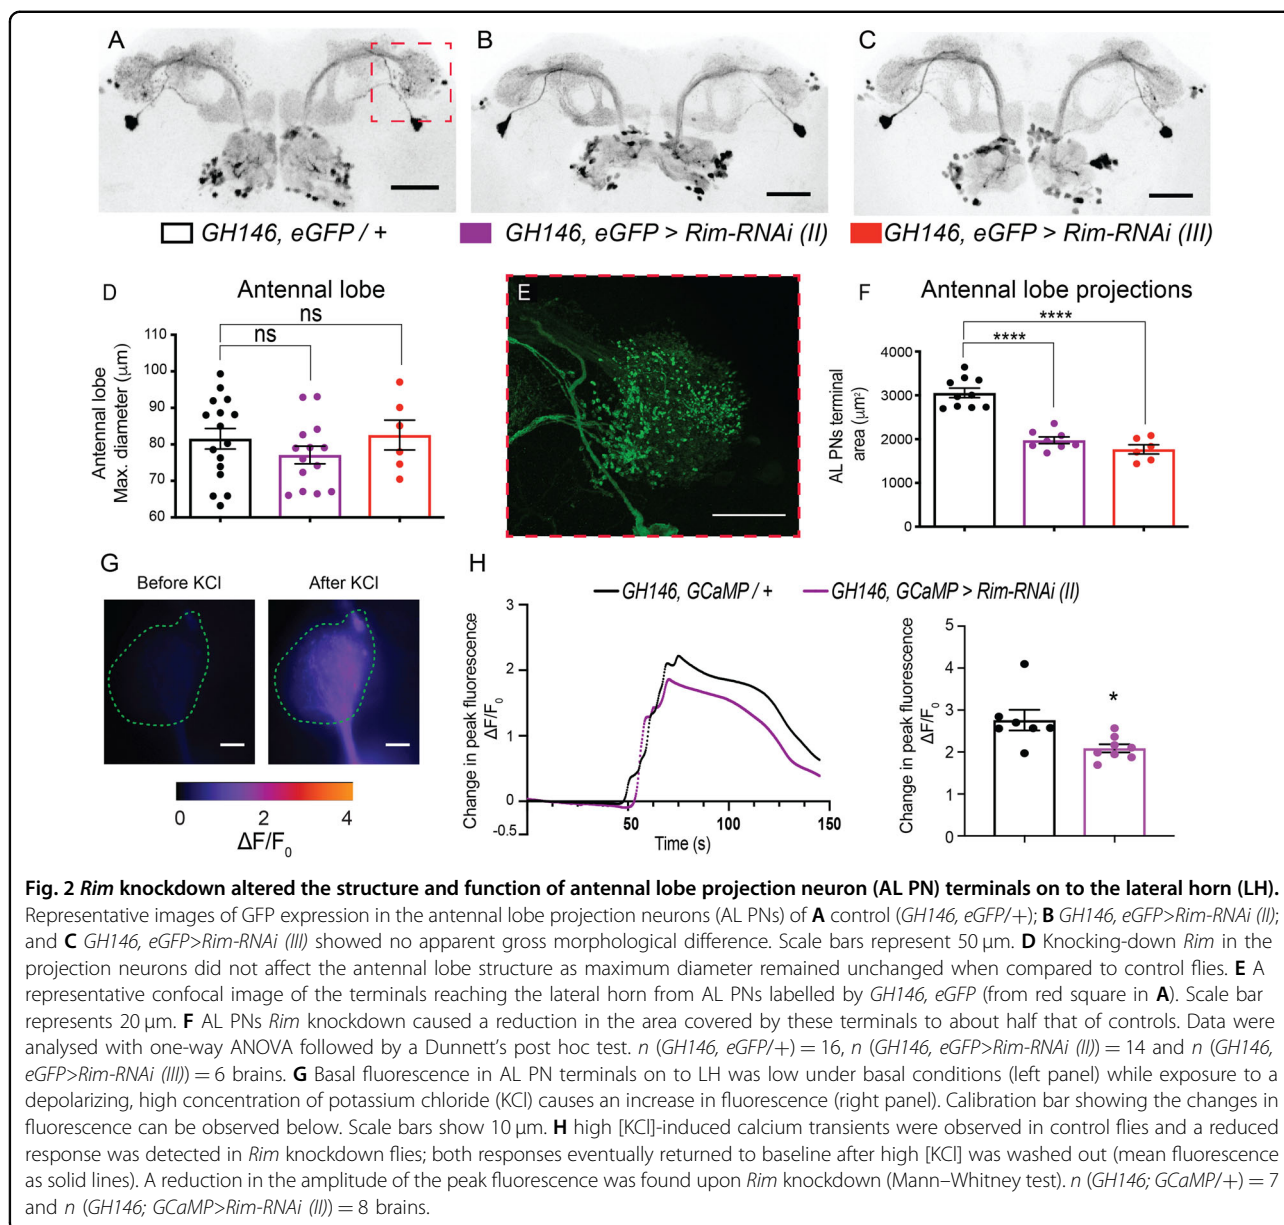 A
B
C
GH146, eGFP / +
GH146, eGFP > Rim-RNAi (II)
GH146, eGFP > Rim-RNAi (III)
D
Antennal lobe
ns
ns
Antennal lobe
Max. diameter (μm)
110
100
90
80
70
60
E
F
Antennal lobe projections
****
****
AL PNs terminal
area (μm²)
4000
3000
2000
1000
0
G
Before KCl
After KCl
0
2
4
ΔF/F0
H
GH146, GCaMP / +
GH146, GCaMP > Rim-RNAi (II)
Change in peak fluorescence
ΔF/F0
3
2
1
0
-0.5
50
100
150
Time (s)
Change in peak fluorescence
ΔF/F0
5
4
3
2
1
0
*
Fig. 2 Rim knockdown altered the structure and function of antennal lobe projection neuron (AL PN) terminals on to the lateral horn (LH).
Representative images of GFP expression in the antennal lobe projection neurons (AL PNs) of A control (GH146, eGFP/+); B GH146, eGFP>Rim-RNAi (II);
and C GH146, eGFP>Rim-RNAi (III) showed no apparent gross morphological difference. Scale bars represent 50 μm. D Knocking-down Rim in the
projection neurons did not affect the antennal lobe structure as maximum diameter remained unchanged when compared to control flies. E A
representative confocal image of the terminals reaching the lateral horn from AL PNs labelled by GH146, eGFP (from red square in A). Scale bar
represents 20 μm. F AL PNs Rim knockdown caused a reduction in the area covered by these terminals to about half that of controls. Data were
analysed with one-way ANOVA followed by a Dunnett's post hoc test. n (GH146, eGFP/+) = 16, n (GH146, eGFP>Rim-RNAi (II)) = 14 and n (GH146,
eGFP>Rim-RNAi (III)) = 6 brains. G Basal fluorescence in AL PN terminals on to LH was low under basal conditions (left panel) while exposure to a
depolarizing, high concentration of potassium chloride (KCl) causes an increase in fluorescence (right panel). Calibration bar showing the changes in
fluorescence can be observed below. Scale bars show 10 μm. H high [KCl]-induced calcium transients were observed in control flies and a reduced
response was detected in Rim knockdown flies; both responses eventually returned to baseline after high [KCl] was washed out (mean fluorescence
as solid lines). A reduction in the amplitude of the peak fluorescence was found upon Rim knockdown (Mann–Whitney test). n (GH146; GCaMP/+) = 7
and n (GH146; GCaMP>Rim-RNAi (II)) = 8 brains.